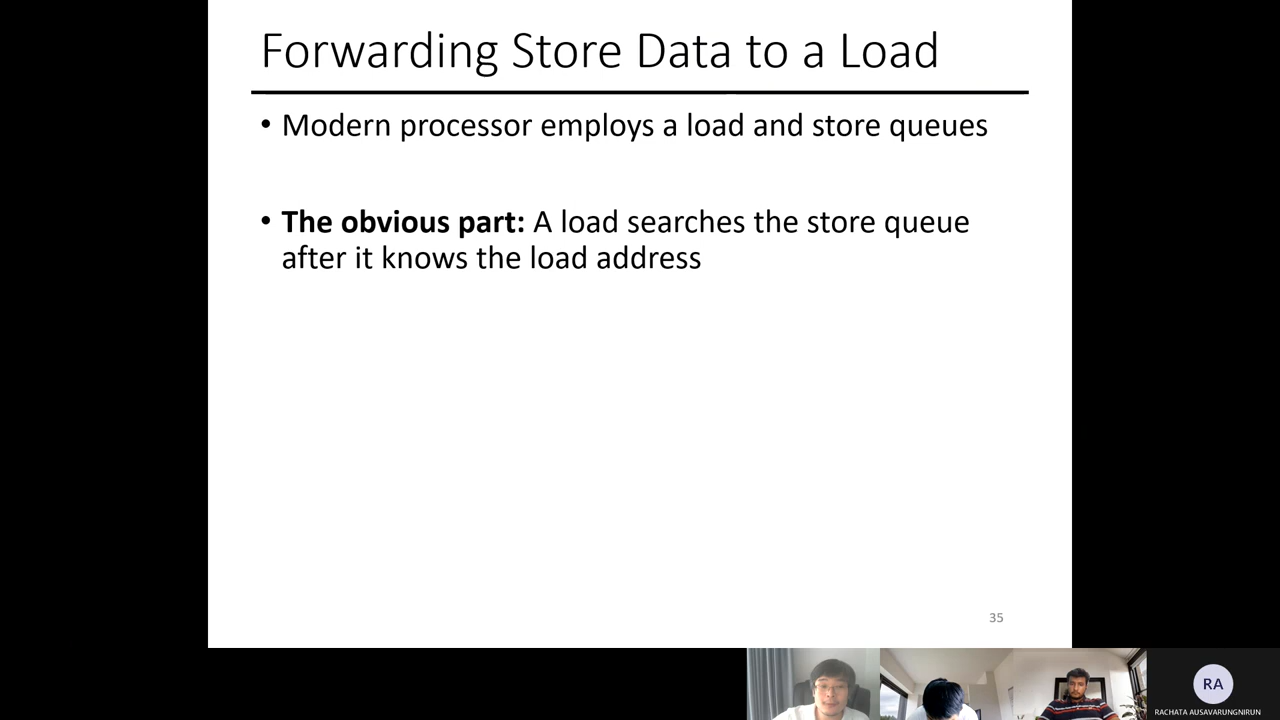 Forwarding Store Data to a Load
• Modern processor employs a load and store queues
• The obvious part: A load searches the store queue
after it knows the load address
35
RA
RACHATA AUSAVARUNGNIRUN